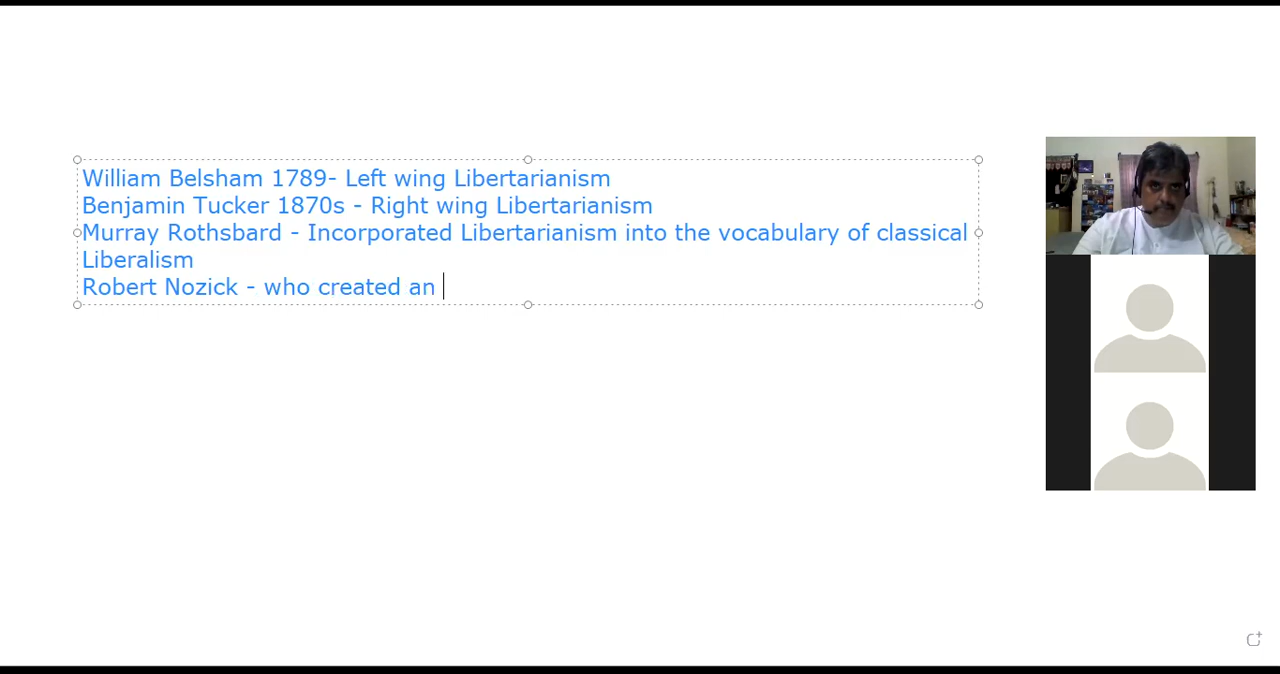 William Belsham 1789- Left wing Libertarianism
Benjamin Tucker 1870s - Right wing Libertarianism
Murray Rothsbard - Incorporated Libertarianism into the vocabulary of classical
Liberalism
Robert Nozick - who created an